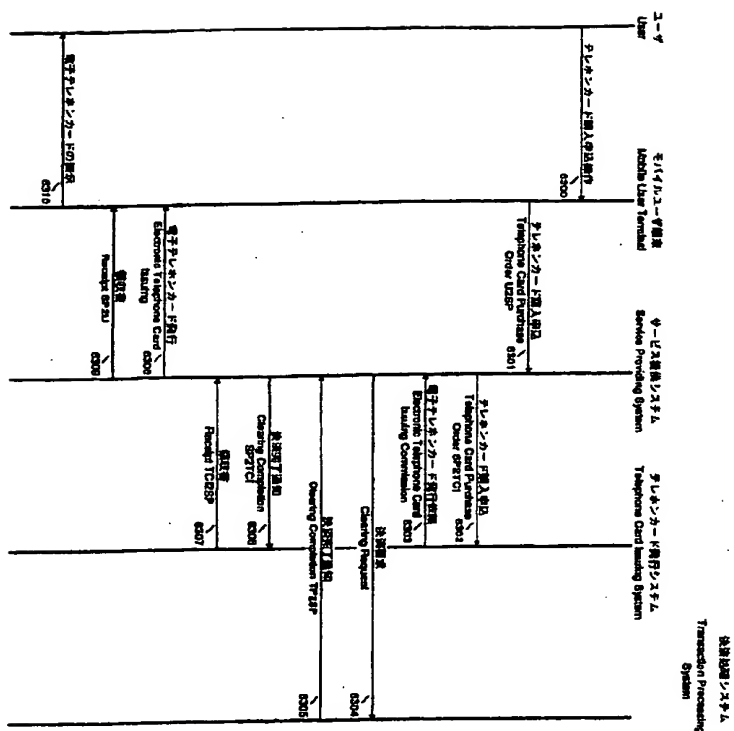 ユーザ
User
モバイルユーザ端末
Mobile User Terminal
サービス提供システム
Service Providing System
テレホンカード発行システム
Telephone Card Issuing System
決済処理システム
Transaction Processing
System
テレホンカード購入申込操作
6300
テレホンカード購入申込
Telephone Card Purchase
Order U2SP
6301
テレホンカード購入申込
Telephone Card Purchase
Order SP2TCI
6302
電子テレホンカード発行依頼
Electronic Telephone Card
Issuing Commission
6303
決済要求
Clearing Request
6304
決済完了通知
Clearing Completion TP2SP
6305
決済完了通知
Clearing Completion
SP2TCI
6306
領収書
Receipt TCI2SP
6307
電子テレホンカード発行
Electronic Telephone Card
Issuing
6308
領収書
Receipt SP2U
6309
電子テレホンカードの表示
6310